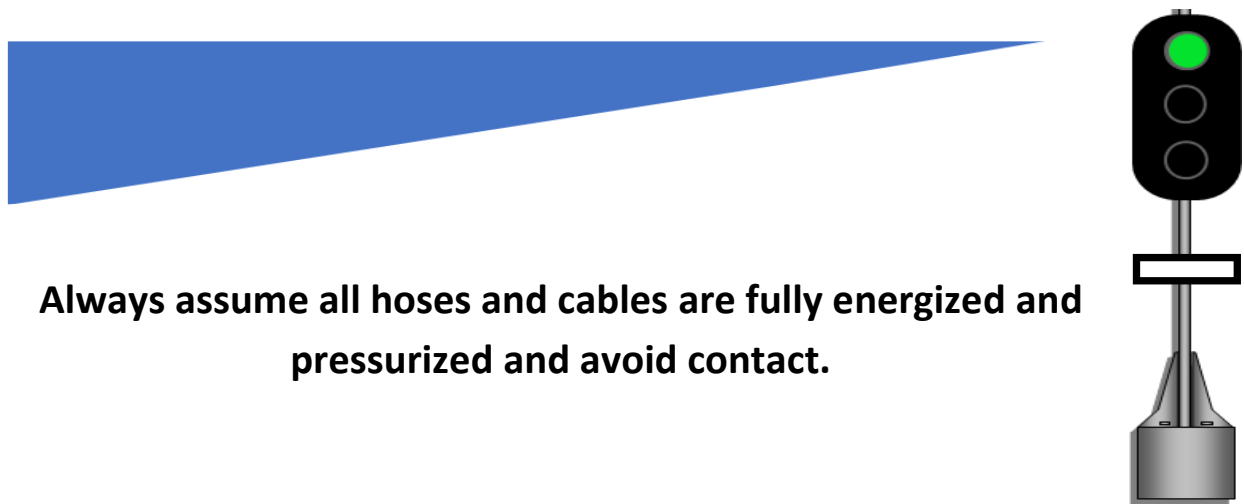 Always assume all hoses and cables are fully energized and
pressurized and avoid contact.